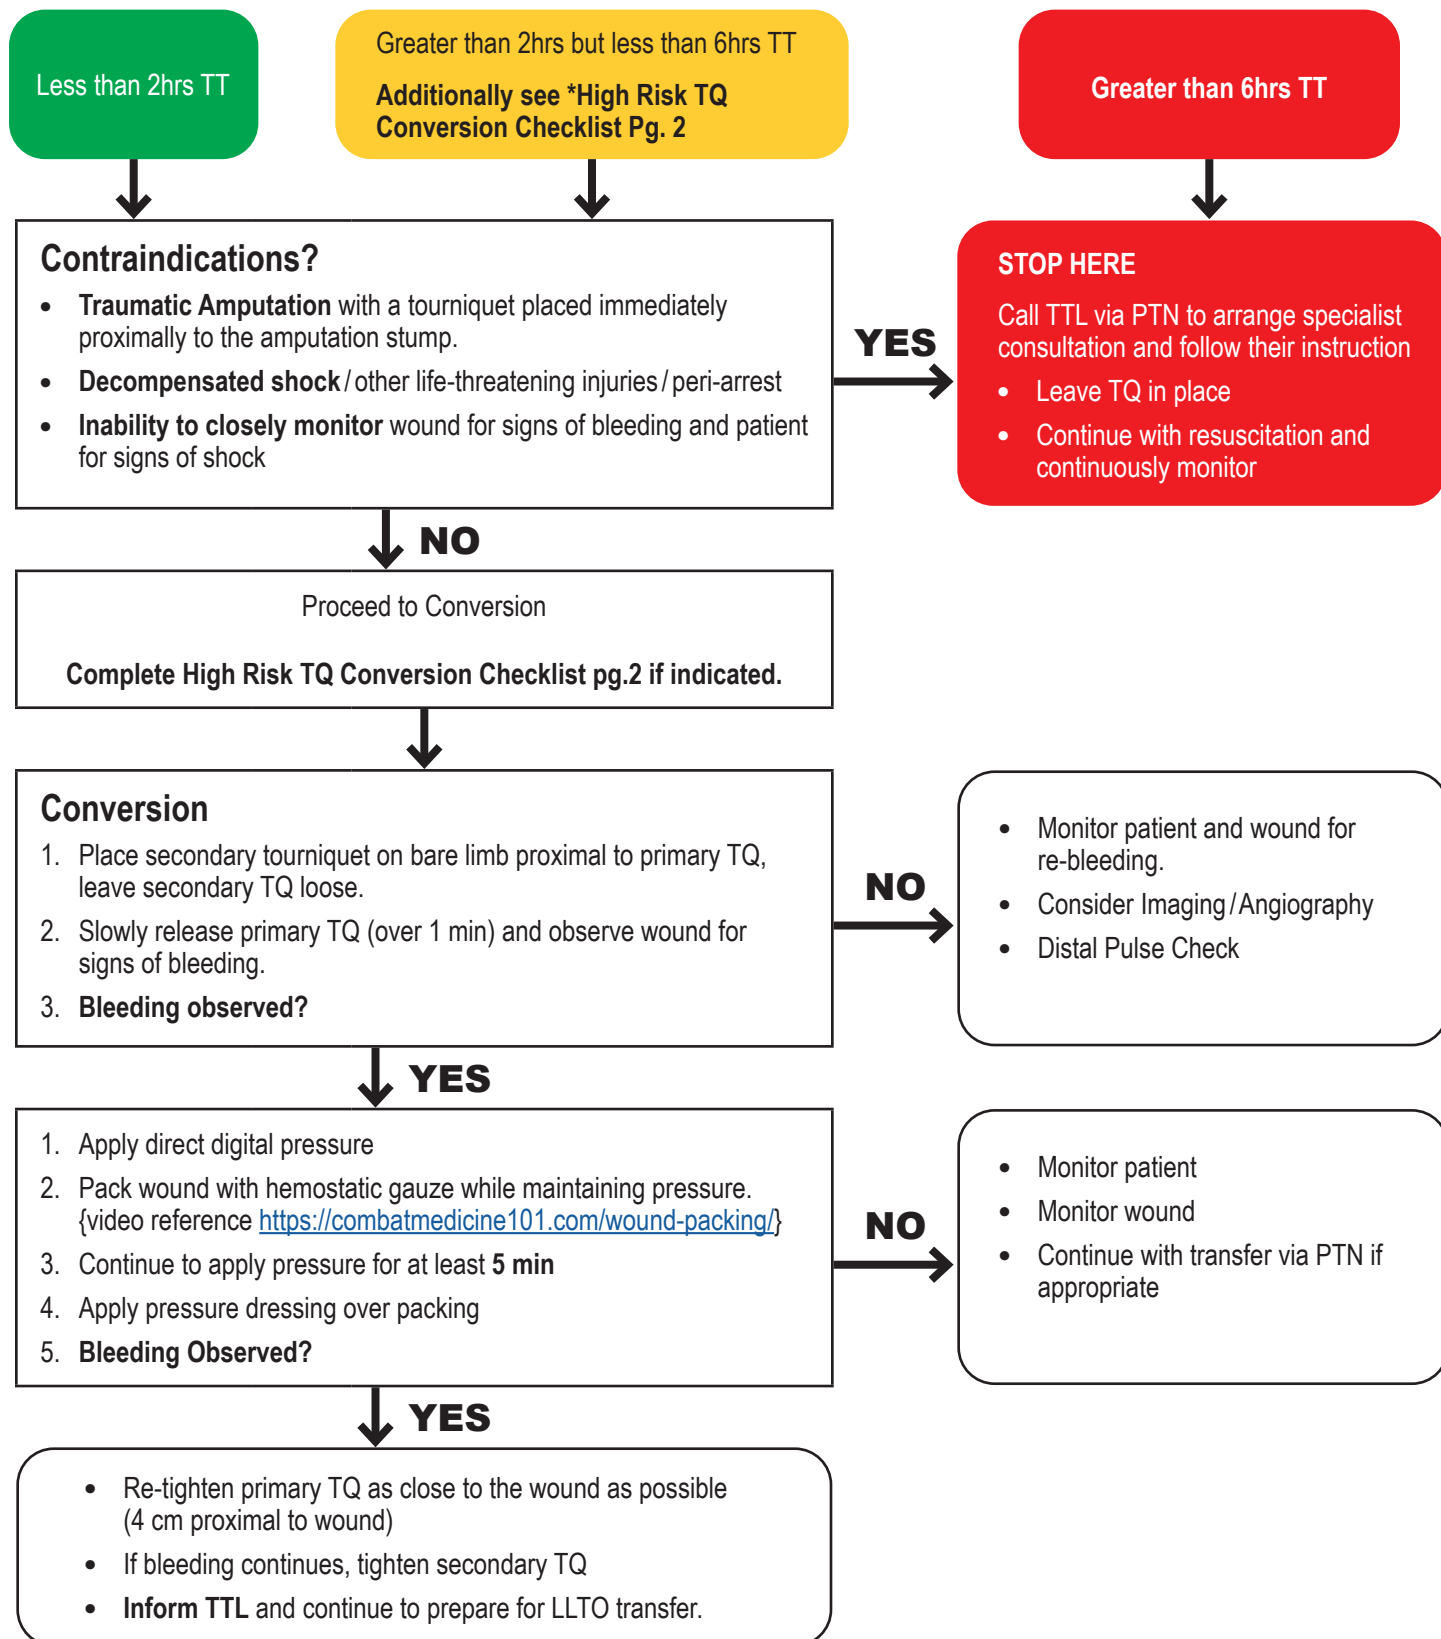 Less than 2hrs TT
Greater than 2hrs but less than 6hrs TT
Additionally see *High Risk TQ
Conversion Checklist Pg. 2
Greater than 6hrs TT
Contraindications?
• Traumatic Amputation with a tourniquet placed immediately
proximally to the amputation stump.
• Decompensated shock / other life-threatening injuries / peri-arrest
• Inability to closely monitor wound for signs of bleeding and patient
for signs of shock
YES
STOP HERE
Call TTL via PTN to arrange specialist
consultation and follow their instruction
• Leave TQ in place
• Continue with resuscitation and
continuously monitor
NO
Proceed to Conversion
Complete High Risk TQ Conversion Checklist pg.2 if indicated.
Conversion
1. Place secondary tourniquet on bare limb proximal to primary TQ,
leave secondary TQ loose.
2. Slowly release primary TQ (over 1 min) and observe wound for
signs of bleeding.
3. Bleeding observed?
NO
• Monitor patient and wound for
re-bleeding.
• Consider Imaging / Angiography
• Distal Pulse Check
YES
1. Apply direct digital pressure
2. Pack wound with hemostatic gauze while maintaining pressure.
{video reference https://combatmedicine101.com/wound-packing/}
3. Continue to apply pressure for at least 5 min
4. Apply pressure dressing over packing
5. Bleeding Observed?
NO
• Monitor patient
• Monitor wound
• Continue with transfer via PTN if
appropriate
YES
• Re-tighten primary TQ as close to the wound as possible
(4 cm proximal to wound)
• If bleeding continues, tighten secondary TQ
• Inform TTL and continue to prepare for LLTO transfer.